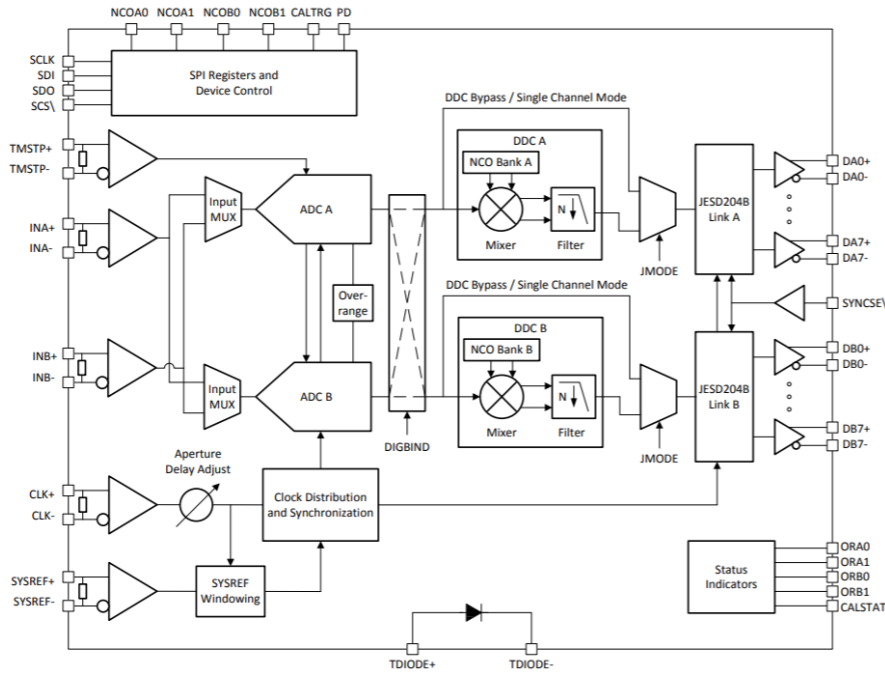 NCOA0 NCOA1 NCOB0 NCOB1 CALTRG PD
SCLK
SDI
SDO
SCS\
SPI Registers and
Device Control
TMSTP+
TMSTP-
INA+
INA-
INB+
INB-
CLK+
CLK-
SYSREF+
SYSREF-
Input
MUX
ADC A
Over-
range
Input
MUX
ADC B
DIGBIND
Aperture
Delay Adjust
Clock Distribution
and Synchronization
SYSREF
Windowing
DDC Bypass / Single Channel Mode
DDC A
NCO Bank A
N
Mixer
Filter
JMODE
DDC Bypass / Single Channel Mode
DDC B
NCO Bank B
N
Mixer
Filter
JMODE
JESD204B
Link A
JESD204B
Link B
DA0+
DA0-
DA7+
DA7-
SYNCSE\
DB0+
DB0-
DB7+
DB7-
Status
Indicators
ORA0
ORA1
ORB0
ORB1
CALSTAT
TDIODE+
TDIODE-